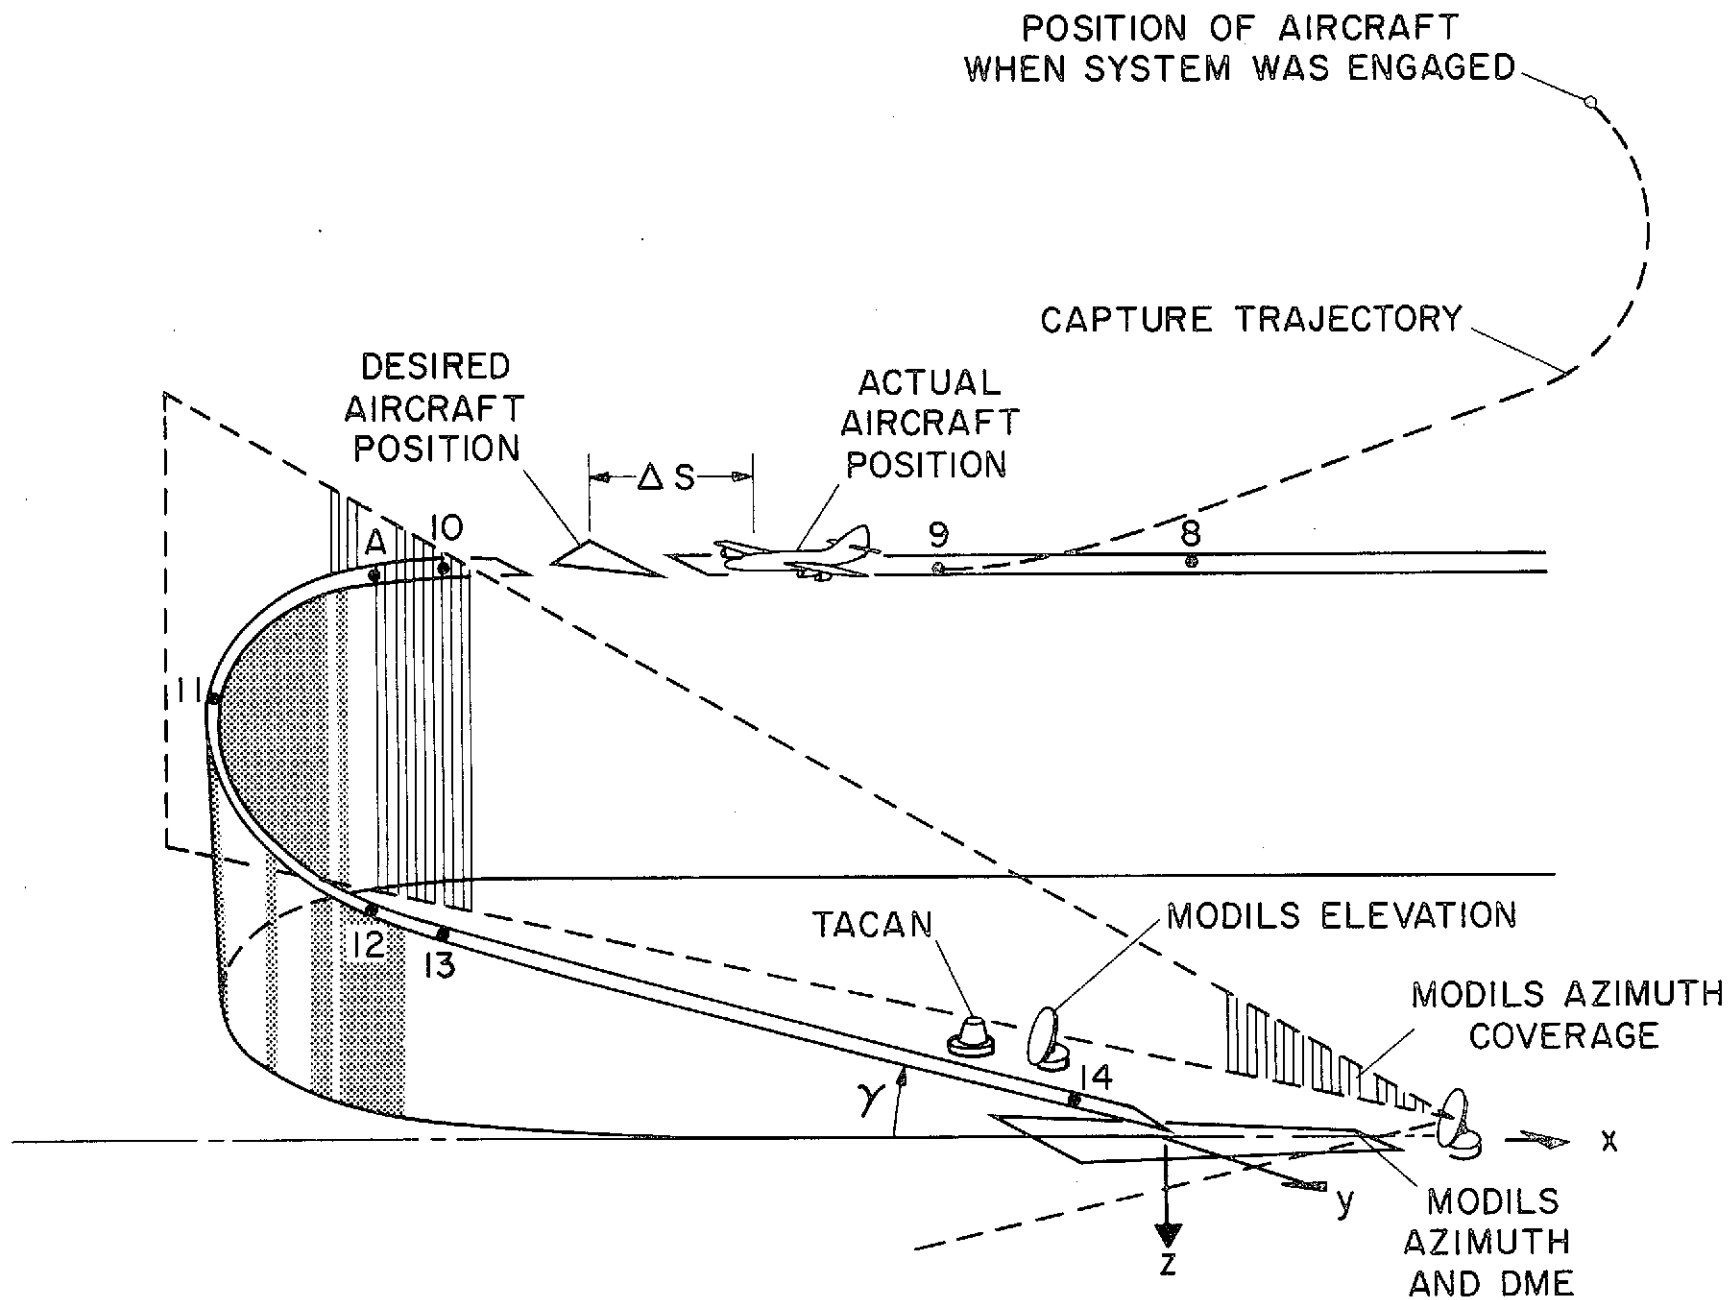 POSITION OF AIRCRAFT
WHEN SYSTEM WAS ENGAGED
CAPTURE TRAJECTORY
DESIRED
AIRCRAFT
POSITION
ACTUAL
AIRCRAFT
POSITION
Δ S
A
10
9
8
11
12
13
TACAN
MODILS ELEVATION
MODILS AZIMUTH
COVERAGE
14
γ
x
y
z
MODILS
AZIMUTH
AND DME